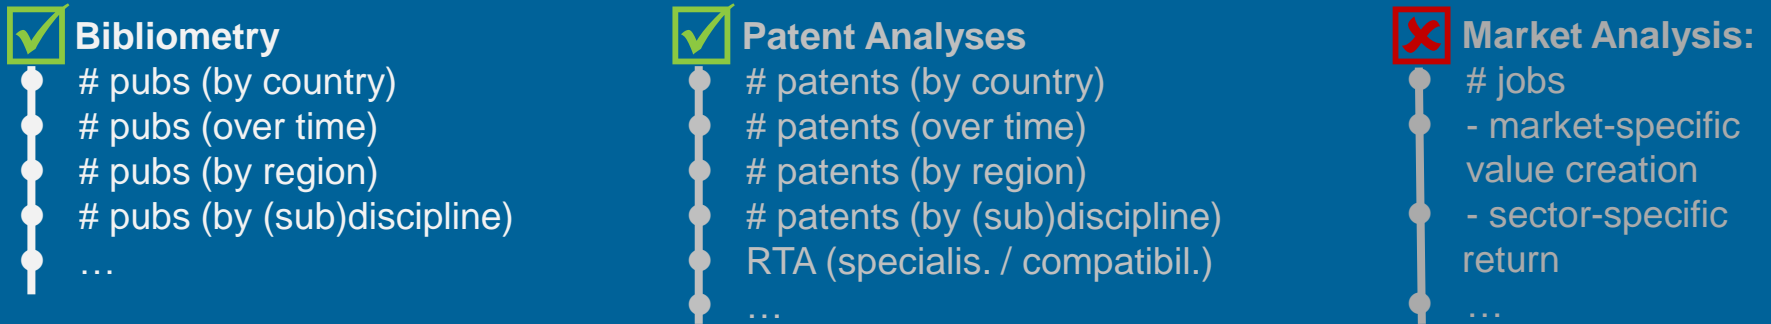 Bibliometry
# pubs (by country)
# pubs (over time)
# pubs (by region)
# pubs (by (sub)discipline)
…
Patent Analyses
# patents (by country)
# patents (over time)
# patents (by region)
# patents (by (sub)discipline)
RTA (specialis. / compatibil.)
…
Market Analysis:
# jobs
- market-specific
value creation
- sector-specific
return
…